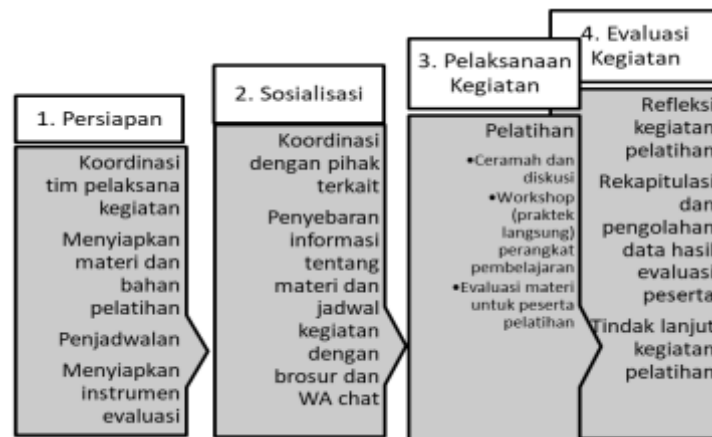 1. Persiapan
Koordinasi
tim pelaksana
kegiatan
Menyiapkan
materi dan
bahan
pelatihan
Penjadwalan
Menyiapkan
instrumen
evaluasi
2. Sosialisasi
Koordinasi
dengan pihak
terkait
Penyebaran
informasi
tentang
materi dan
jadwal
kegiatan
dengan
brosur dan
WA chat
3. Pelaksanaan
Kegiatan
Pelatihan
•Ceramah dan
diskusi
•Workshop
(praktek
langsung)
perangkat
pembelajaran
•Evaluasi materi
untuk peserta
pelatihan
4. Evaluasi
Kegiatan
Refleksi
kegiatan
pelatihan
Rekapitulasi
dan
pengolahan
data hasil
evaluasi
peserta
Tindak lanjut
kegiatan
pelatihan